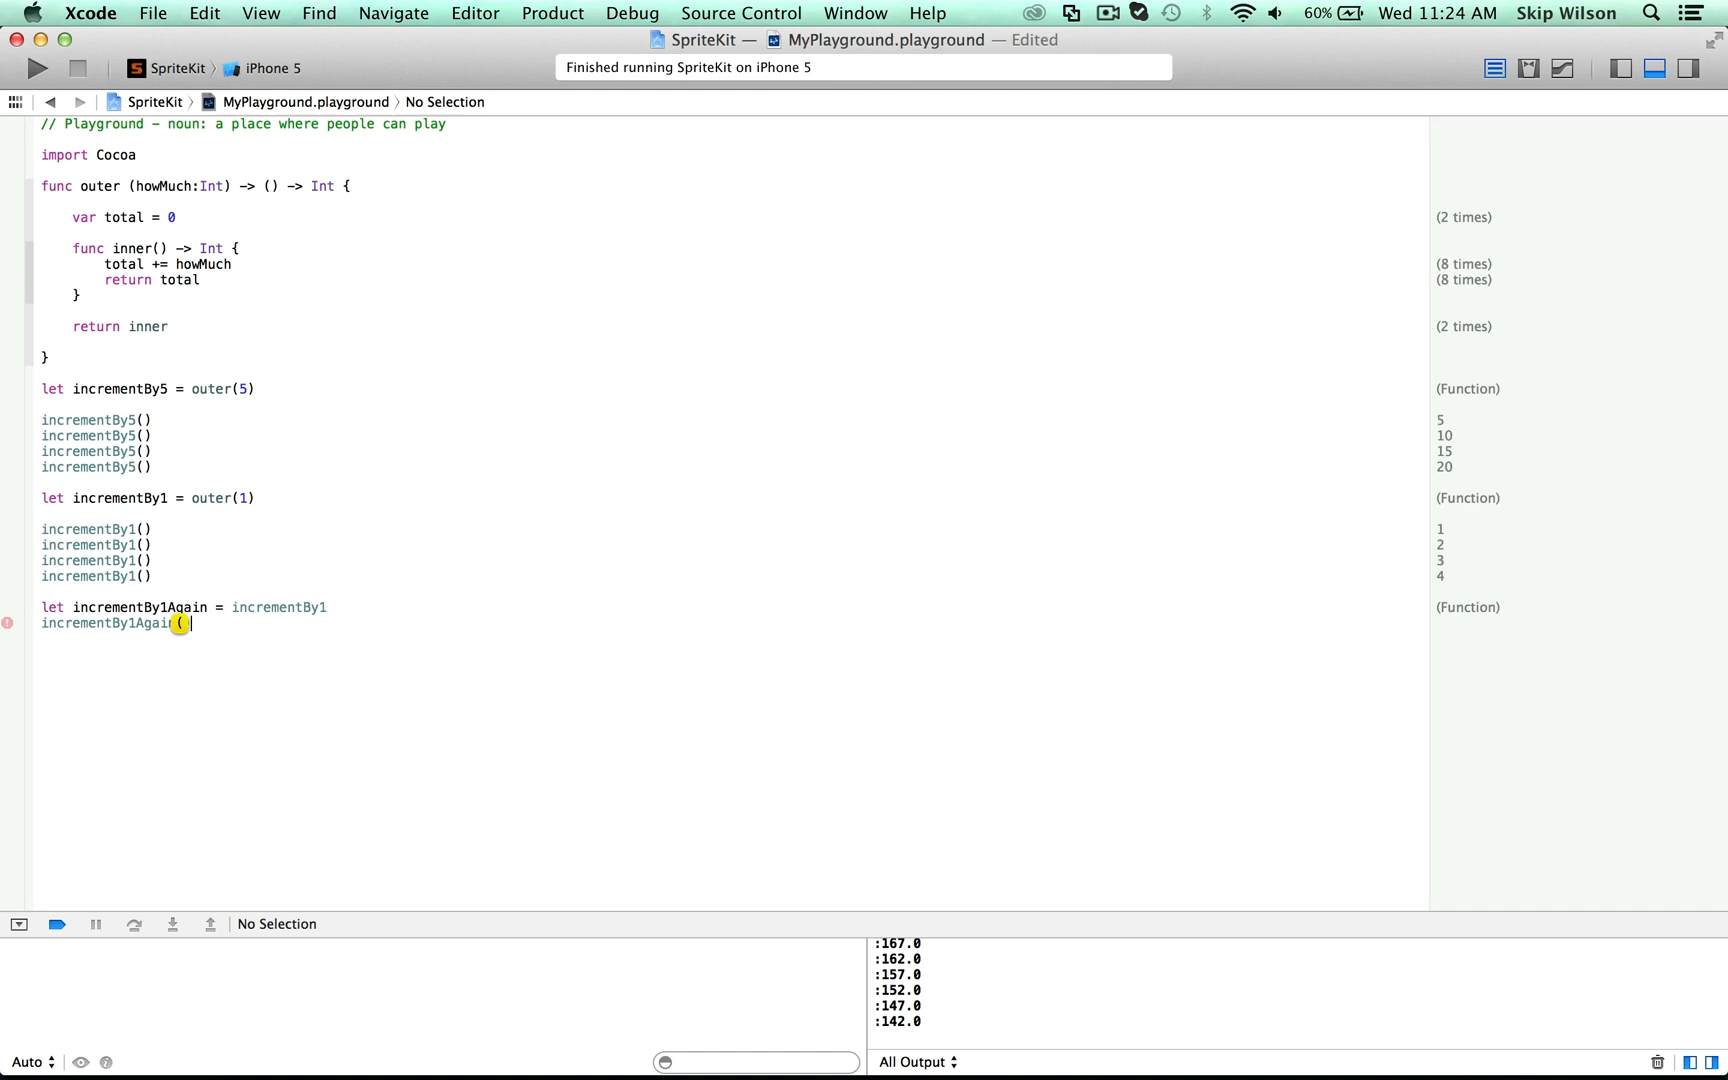 Xcode File Edit View Find Navigate Editor Product Debug Source Control Window Help 60% Wed 11:24 AM Skip Wilson
SpriteKit — MyPlayground.playground — Edited
SpriteKit iPhone 5 Finished running SpriteKit on iPhone 5
SpriteKit MyPlayground.playground No Selection
// Playground - noun: a place where people can play
import Cocoa
func outer (howMuch:Int) -> () -> Int {
var total = 0 (2 times)
func inner() -> Int {
total += howMuch (8 times)
return total (8 times)
}
return inner (2 times)
}
let incrementBy5 = outer(5) (Function)
incrementBy5() 5
incrementBy5() 10
incrementBy5() 15
incrementBy5() 20
let incrementBy1 = outer(1) (Function)
incrementBy1() 1
incrementBy1() 2
incrementBy1() 3
incrementBy1() 4
let incrementBy1Again = incrementBy1 (Function)
incrementBy1Again(
No Selection
:167.0
:162.0
:157.0
:152.0
:147.0
:142.0
Auto All Output